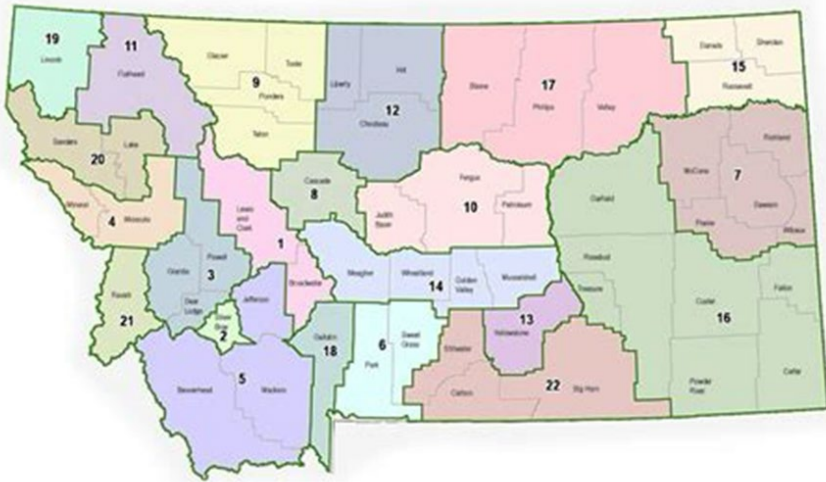 19
Lincoln
11
Flathead
Glacier
Toole
9
Pondera
Teton
Liberty
Hill
12
Chouteau
Blaine
17
Phillips
Valley
Daniels
Sheridan
15
Roosevelt
Sanders
Lake
20
Mineral
4
Missoula
Lewis
and
Clark
1
Broadwater
Cascade
8
Judith
Basin
Fergus
10
Petroleum
Garfield
McCone
Richland
7
Dawson
Prairie
Wibaux
Powell
3
Granite
Deer
Lodge
Ravalli
21
Silver
Bow
2
Jefferson
Meagher
Wheatland
Golden
Valley
Musselshell
14
Rosebud
Treasure
Custer
16
Fallon
Powder
River
Carter
Beaverhead
5
Madison
Gallatin
18
6
Park
Sweet
Grass
Stillwater
13
Yellowstone
Carbon
22
Big Horn